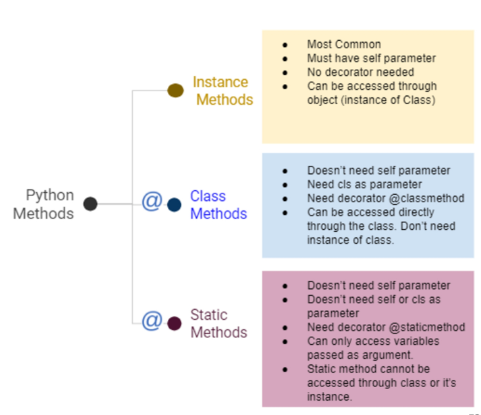 Python
Methods
Instance
Methods
• Most Common
• Must have self parameter
• No decorator needed
• Can be accessed through
object (instance of Class)
@
Class
Methods
• Doesn't need self parameter
• Need cls as parameter
• Need decorator @classmethod
• Can be accessed directly
through the class. Don't need
instance of class.
@
Static
Methods
• Doesn't need self parameter
• Doesn't need self or cls as
parameter
• Need decorator @staticmethod
• Can only access variables
passed as argument.
• Static method cannot be
accessed through class or it's
instance.